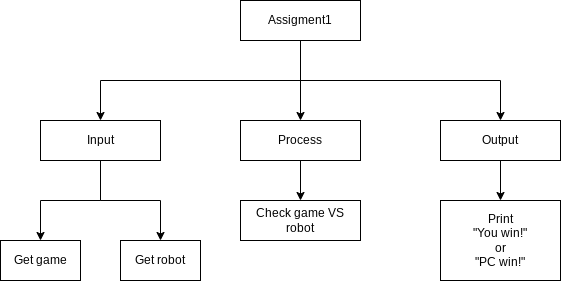 Assigment1
Input
Process
Output
Get game
Get robot
Check game VS
robot
Print
"You win!"
or
"PC win!"